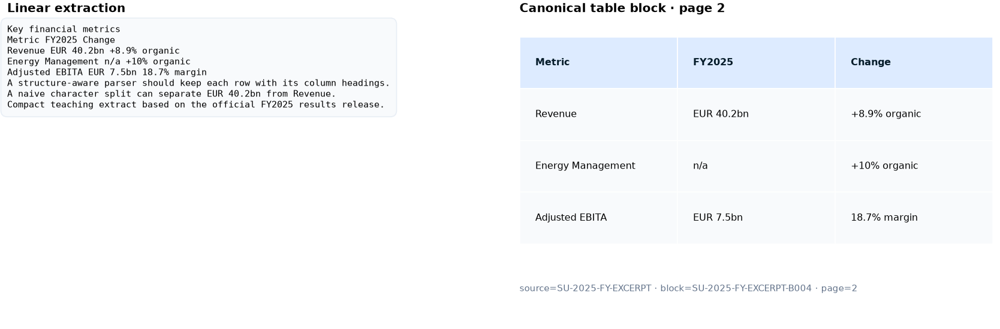 Linear extraction
Key financial metrics
Metric FY2025 Change
Revenue EUR 40.2bn +8.9% organic
Energy Management n/a +10% organic
Adjusted EBITA EUR 7.5bn 18.7% margin
A structure-aware parser should keep each row with its column headings.
A naive character split can separate EUR 40.2bn from Revenue.
Compact teaching extract based on the official FY2025 results release.
Canonical table block · page 2
Metric FY2025 Change
Revenue EUR 40.2bn +8.9% organic
Energy Management n/a +10% organic
Adjusted EBITA EUR 7.5bn 18.7% margin
source=SU-2025-FY-EXCERPT · block=SU-2025-FY-EXCERPT-B004 · page=2